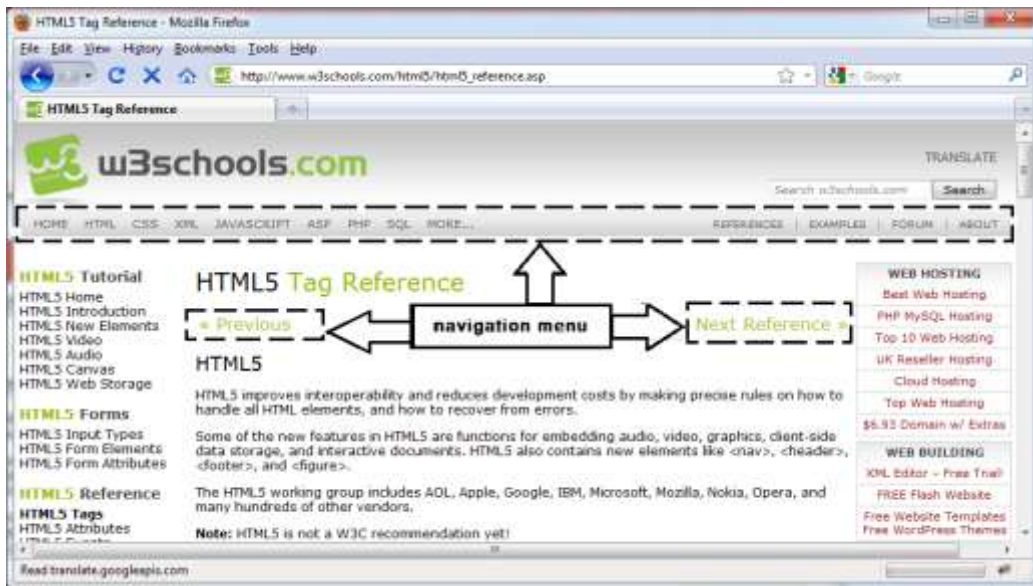 HTML5 Tag Reference - Mozilla Firefox
File Edit View History Bookmarks Tools Help
http://www.w3schools.com/html5/html5_reference.asp
Google
HTML5 Tag Reference
w3schools.com
TRANSLATE
Search w3schools.com Search
HOME HTML CSS XML JAVASCRIPT ASP PHP SQL MORE...
REFERENCES | EXAMPLES | FORUM | ABOUT
HTML5 Tutorial
HTML5 Home
HTML5 Introduction
HTML5 New Elements
HTML5 Video
HTML5 Audio
HTML5 Canvas
HTML5 Web Storage
HTML5 Forms
HTML5 Input Types
HTML5 Form Elements
HTML5 Form Attributes
HTML5 Reference
HTML5 Tags
HTML5 Attributes
HTML5 Events
HTML5 Tag Reference
« Previous
navigation menu
Next Reference »
HTML5
HTML5 improves interoperability and reduces development costs by making precise rules on how to
handle all HTML elements, and how to recover from errors.
Some of the new features in HTML5 are functions for embedding audio, video, graphics, client-side
data storage, and interactive documents. HTML5 also contains new elements like <nav>, <header>,
<footer>, and <figure>.
The HTML5 working group includes AOL, Apple, Google, IBM, Microsoft, Mozilla, Nokia, Opera, and
many hundreds of other vendors.
Note: HTML5 is not a W3C recommendation yet!
WEB HOSTING
Best Web Hosting
PHP MySQL Hosting
Top 10 Web Hosting
UK Reseller Hosting
Cloud Hosting
Top Web Hosting
$6.93 Domain w/ Extras
WEB BUILDING
XML Editor - Free Trial!
FREE Flash Website
Free Website Templates
Free WordPress Themes
Read translate.googleapis.com